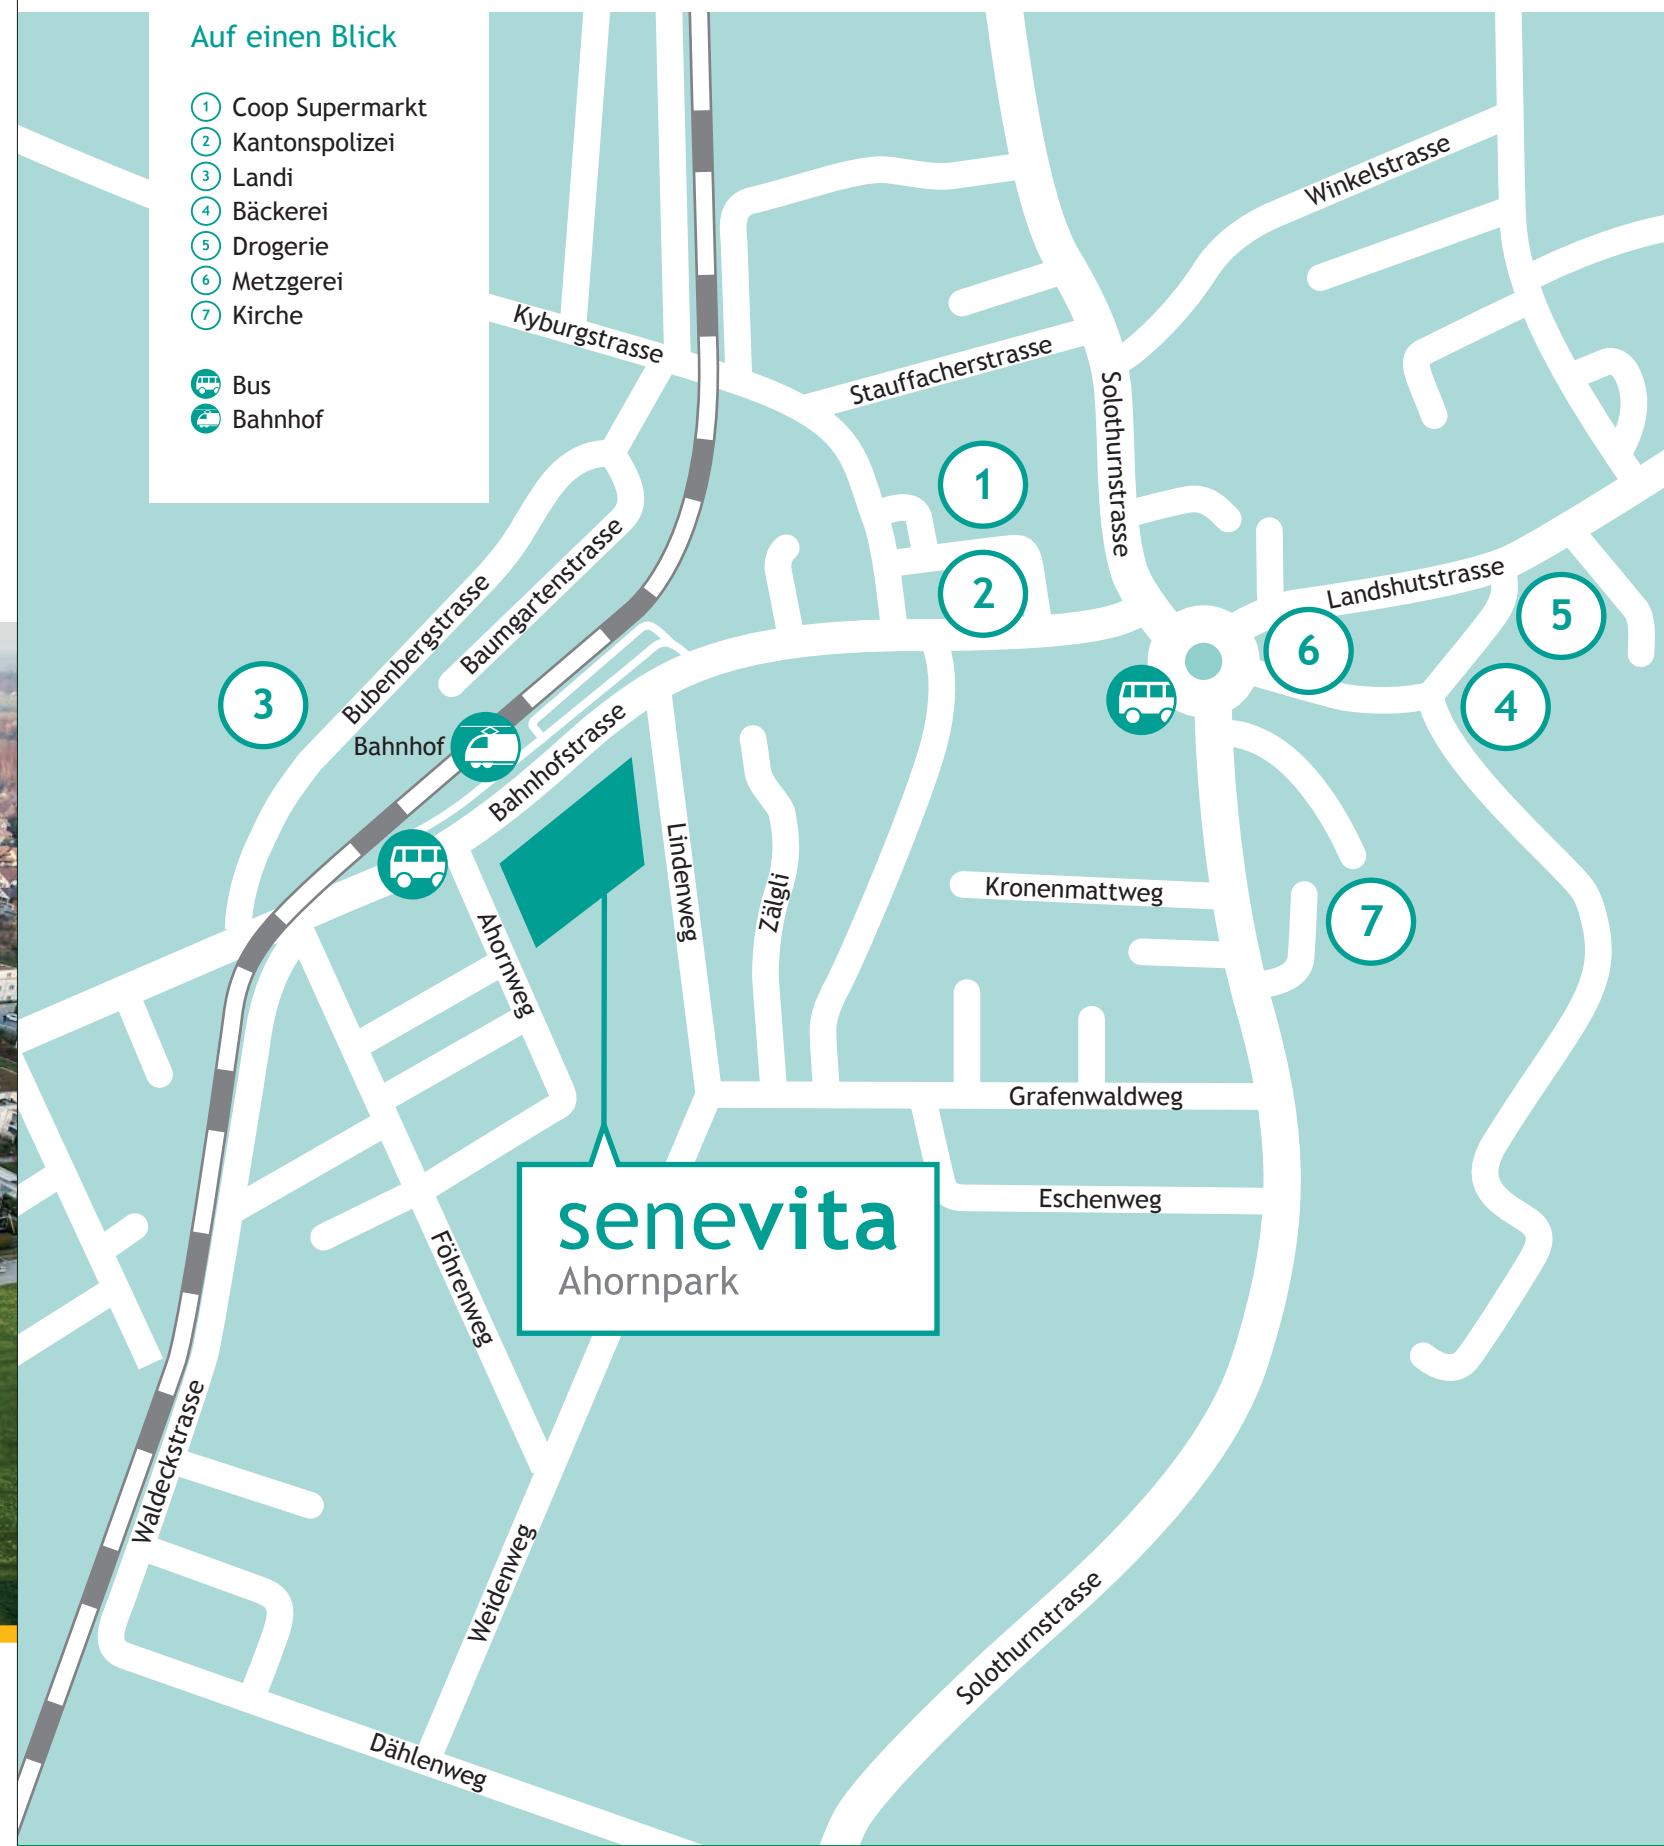 Auf einen Blick
1 Coop Supermarkt
2 Kantonspolizei
3 Landi
4 Bäckerei
5 Drogerie
6 Metzgerei
7 Kirche
Bus
Bahnhof
Winkelstrasse
Kyburgstrasse
Stauffacherstrasse
Solothurnstrasse
1
Baumgartenstrasse
2
Landshutstrasse
5
Bubenbergstrasse
6
3
4
Bahnhof
Bahnhofstrasse
Lindenweg
Zälgli
Kronenmattweg
7
Ahornweg
Grafenwaldweg
Eschenweg
senevita
Ahornpark
Föhrenweg
Waldeckstrasse
Weidenweg
Solothurnstrasse
Dählenweg